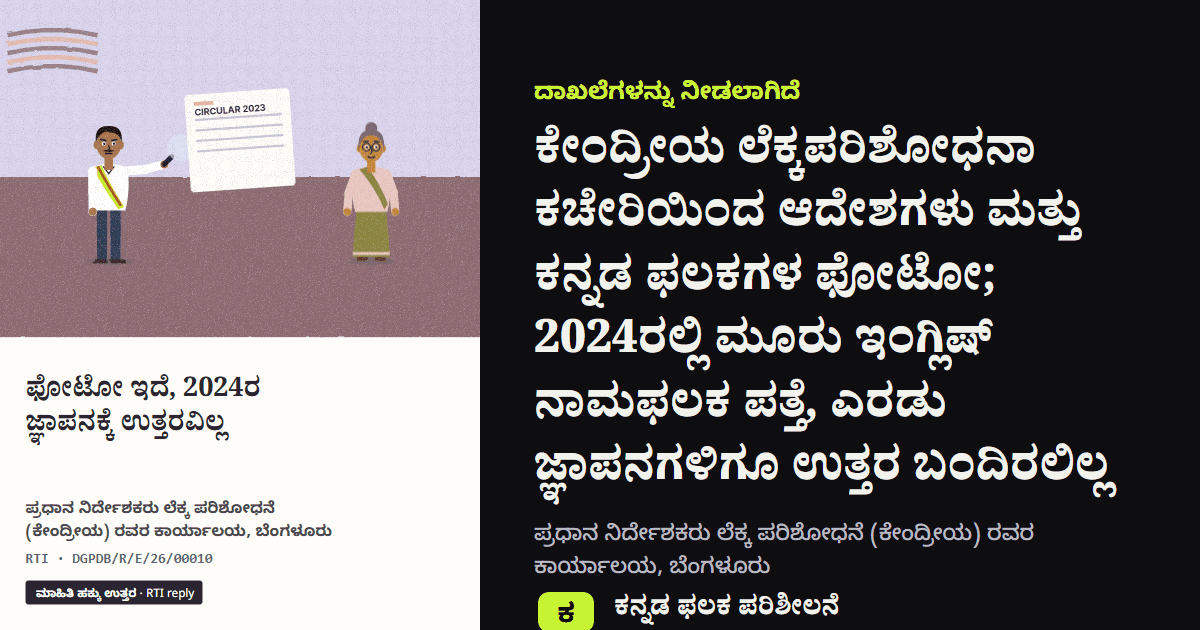 CIRCULAR 2023
ಫೋಟೋ ಇದೆ, 2024ರ
ಜ್ಞಾಪನಕ್ಕೆ ಉತ್ತರವಿಲ್ಲ
ಪ್ರಧಾನ ನಿರ್ದೇಶಕರು ಲೆಕ್ಕ ಪರಿಶೋಧನೆ
(ಕೇಂದ್ರೀಯ) ರವರ ಕಾರ್ಯಾಲಯ, ಬೆಂಗಳೂರು
RTI · DGPDB/R/E/26/00010
ಮಾಹಿತಿ ಹಕ್ಕು ಉತ್ತರ · RTI reply
ದಾಖಲೆಗಳನ್ನು ನೀಡಲಾಗಿದೆ
ಕೇಂದ್ರೀಯ ಲೆಕ್ಕಪರಿಶೋಧನಾ
ಕಚೇರಿಯಿಂದ ಆದೇಶಗಳು ಮತ್ತು
ಕನ್ನಡ ಫಲಕಗಳ ಫೋಟೋ;
2024ರಲ್ಲಿ ಮೂರು ಇಂಗ್ಲಿಷ್
ನಾಮಫಲಕ ಪತ್ತೆ, ಎರಡು
ಜ್ಞಾಪನಗಳಿಗೂ ಉತ್ತರ ಬಂದಿರಲಿಲ್ಲ
ಪ್ರಧಾನ ನಿರ್ದೇಶಕರು ಲೆಕ್ಕ ಪರಿಶೋಧನೆ (ಕೇಂದ್ರೀಯ) ರವರ
ಕಾರ್ಯಾಲಯ, ಬೆಂಗಳೂರು
ಕ ಕನ್ನಡ ಫಲಕ ಪರಿಶೀಲನೆ